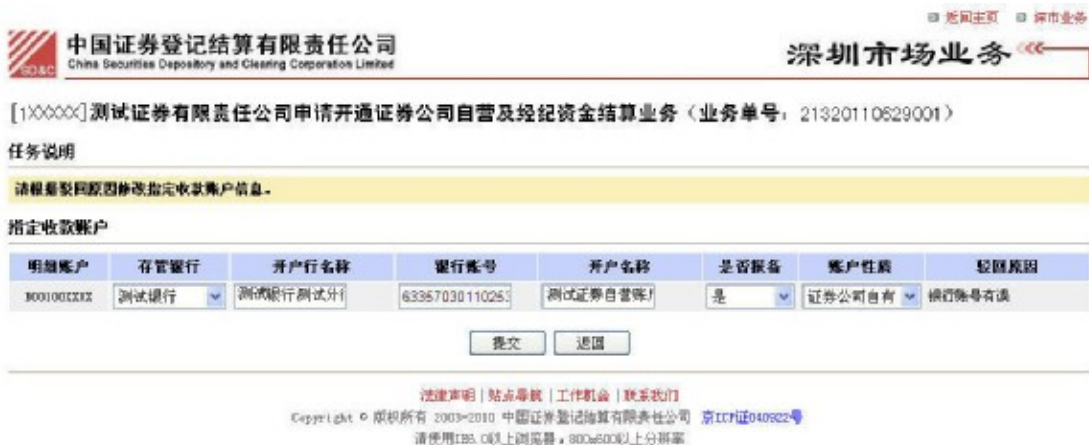 返回主页 深市业务
中国证券登记结算有限责任公司
China Securities Depository and Clearing Corporation Limited
SD&C
深圳市场业务
[1XXXXX]测试证券有限责任公司申请开通证券公司自营及经纪资金结算业务（业务单号：21320110629001）
任务说明
请根据驳回原因修改指定收款账户信息。
指定收款账户
明细账户 存管银行 开户行名称 银行账号 开户名称 是否报备 账户性质 驳回原因
B00100XXXX 测试银行 测试银行测试分 63367030110253 测试证券自营账 是 证券公司自有 银行账号有误
提交 返回
法律声明 | 站点导航 | 工作机会 | 联系我们
Copyright © 版权所有 2003-2010 中国证券登记结算有限责任公司 京ICP证040922号
请使用IE6.0以上浏览器，800x600以上分辨率